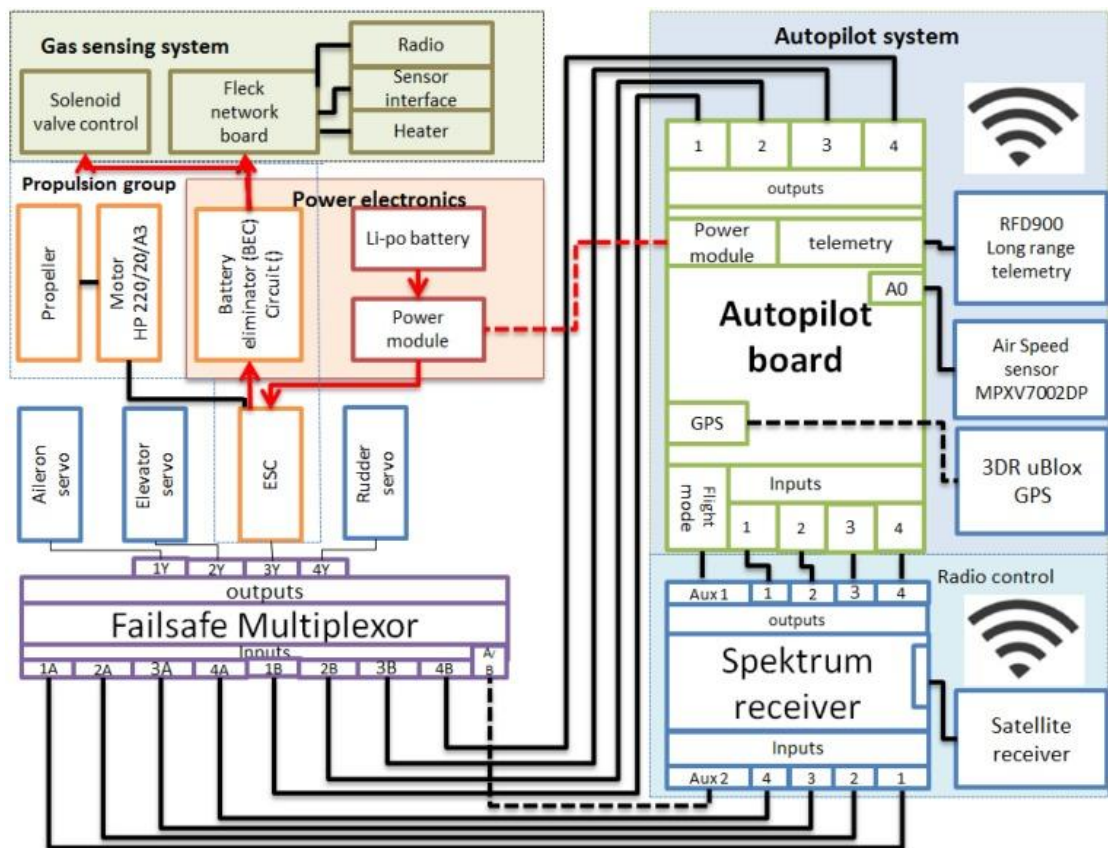 Gas sensing system
Solenoid
valve control
Fleck
network
board
Radio
Sensor
interface
Heater
Propulsion group
Propeller
Motor
HP 220/20/A3
Power electronics
Battery
eliminator (BEC)
Circuit ()
Li-po battery
Power
module
Aileron
servo
Elevator
servo
ESC
Rudder
servo
1Y 2Y 3Y 4Y
outputs
Failsafe Multiplexor
Inputs
1A 2A 3A 4A 1B 2B 3B 4B A/
B
Autopilot system
1 2 3 4
outputs
Power
module
telemetry
A0
Autopilot
board
GPS
Flight
mode
Inputs
1 2 3 4
RFD900
Long range
telemetry
Air Speed
sensor
MPXV7002DP
3DR uBlox
GPS
Radio control
Aux 1 1 2 3 4
outputs
Spektrum
receiver
Inputs
Aux 2 4 3 2 1
Satellite
receiver